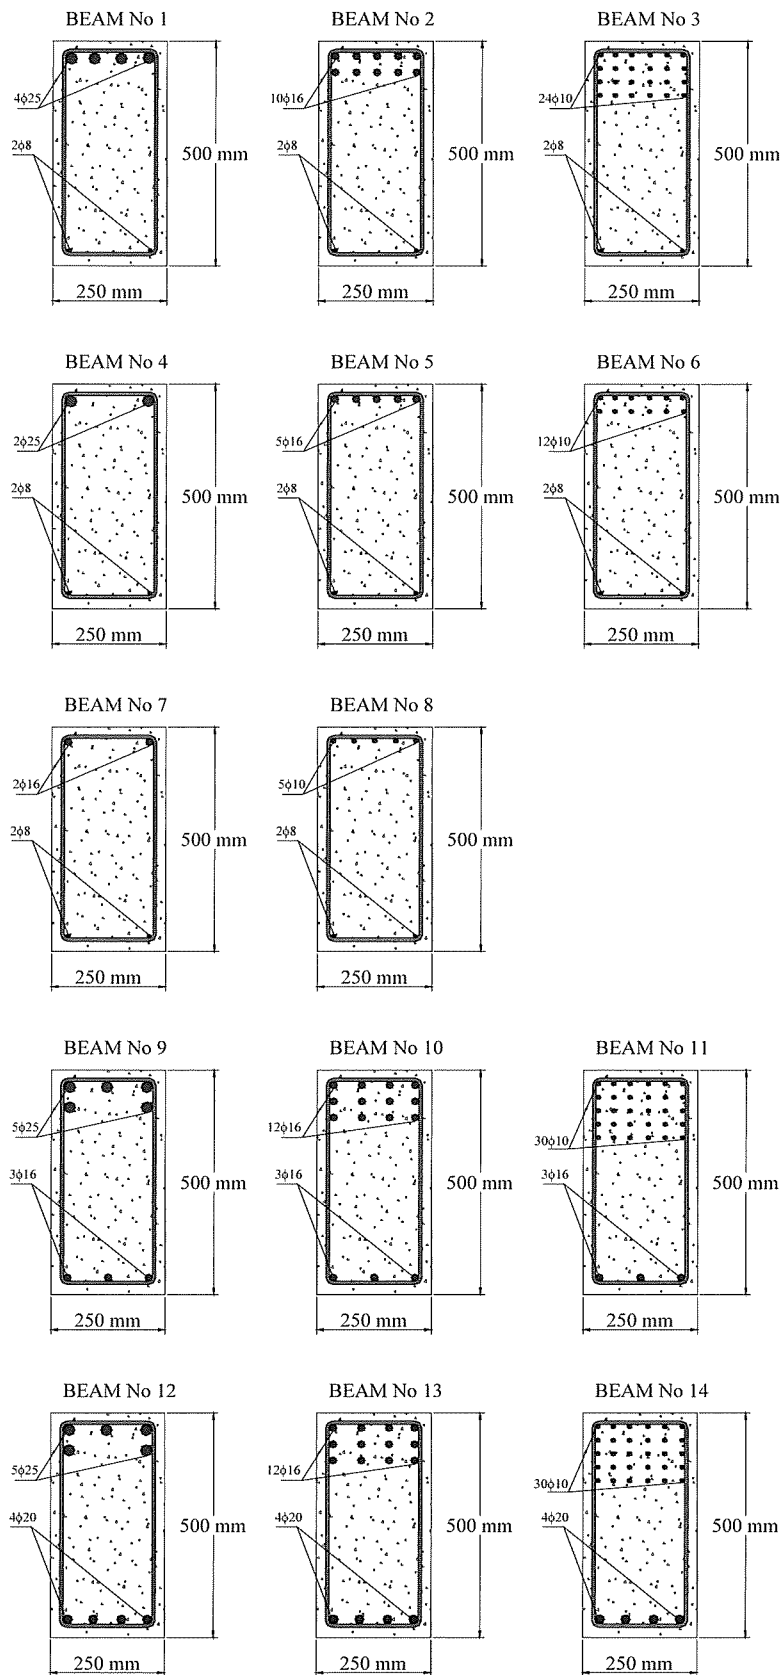 BEAM No 1
4ϕ25
2ϕ8
500 mm
250 mm
BEAM No 2
10ϕ16
2ϕ8
500 mm
250 mm
BEAM No 3
24ϕ10
2ϕ8
500 mm
250 mm
BEAM No 4
2ϕ25
2ϕ8
500 mm
250 mm
BEAM No 5
5ϕ16
2ϕ8
500 mm
250 mm
BEAM No 6
12ϕ10
2ϕ8
500 mm
250 mm
BEAM No 7
2ϕ16
2ϕ8
500 mm
250 mm
BEAM No 8
5ϕ10
2ϕ8
500 mm
250 mm
BEAM No 9
5ϕ25
3ϕ16
500 mm
250 mm
BEAM No 10
12ϕ16
3ϕ16
500 mm
250 mm
BEAM No 11
30ϕ10
3ϕ16
500 mm
250 mm
BEAM No 12
5ϕ25
4ϕ20
500 mm
250 mm
BEAM No 13
12ϕ16
4ϕ20
500 mm
250 mm
BEAM No 14
30ϕ10
4ϕ20
500 mm
250 mm